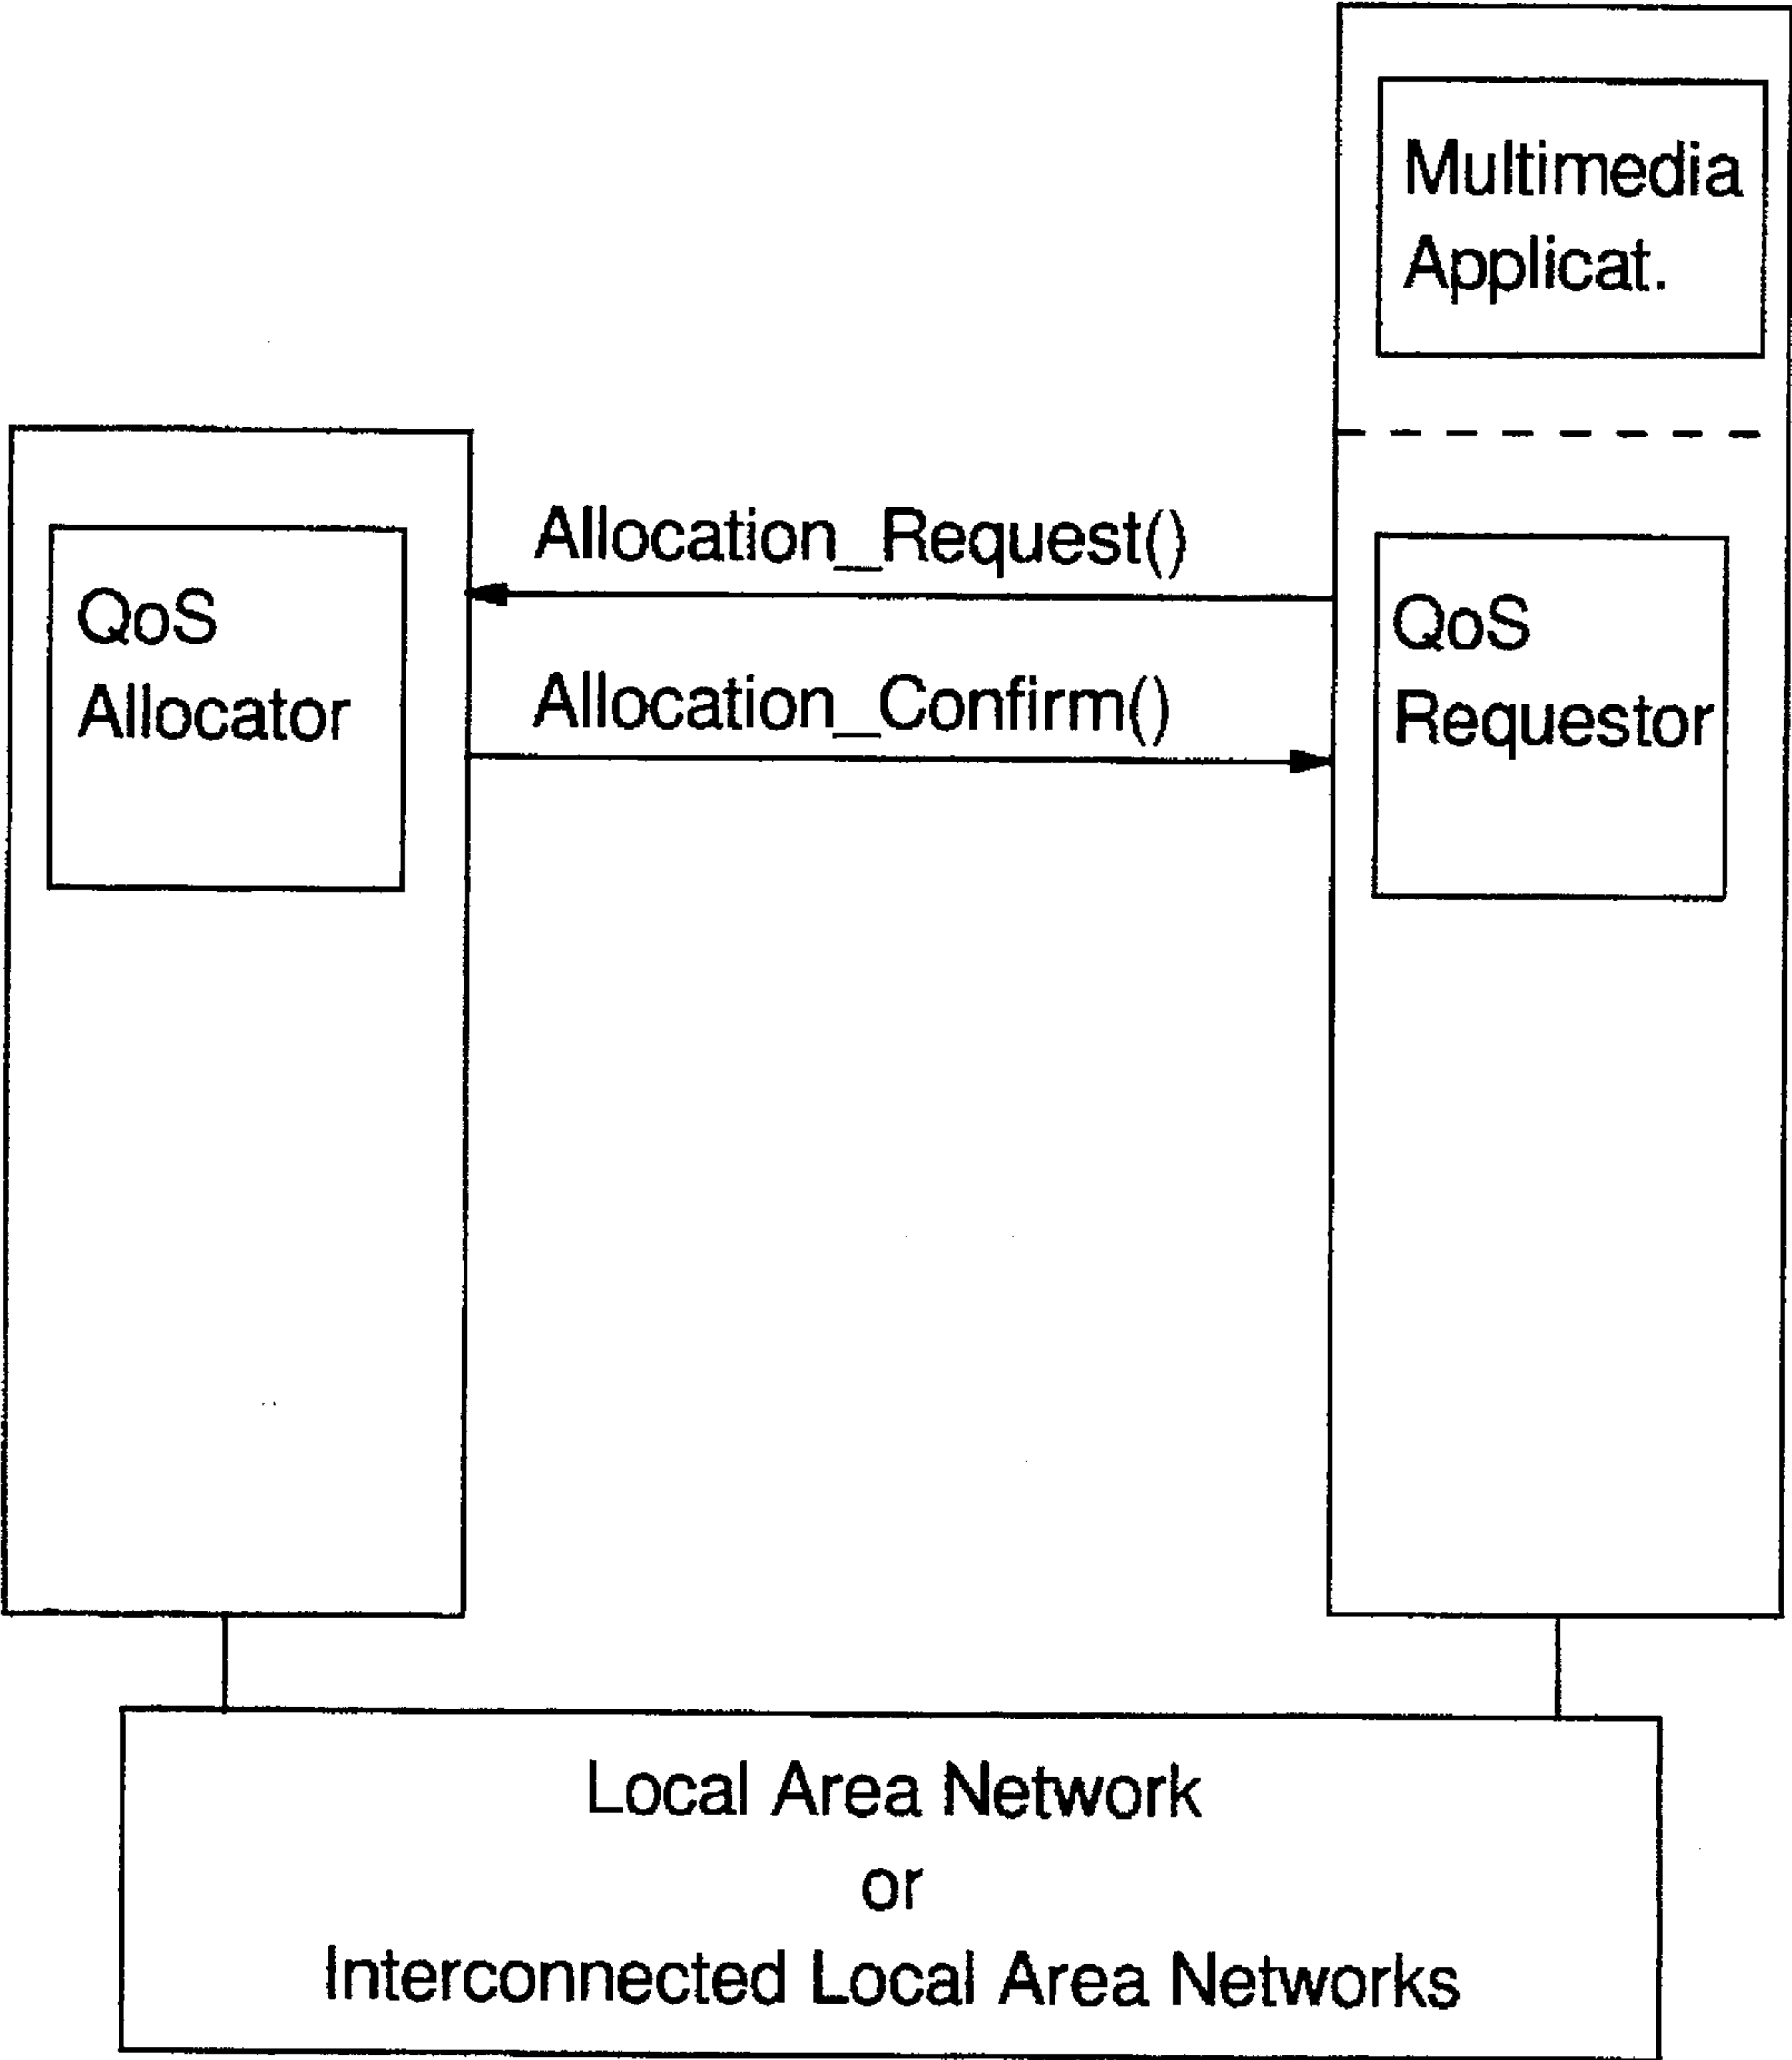 Multimedia
Applicat.
Allocation_Request()
QoS
Allocator
Allocation_Confirm()
QoS
Requestor
Local Area Network
or
Interconnected Local Area Networks